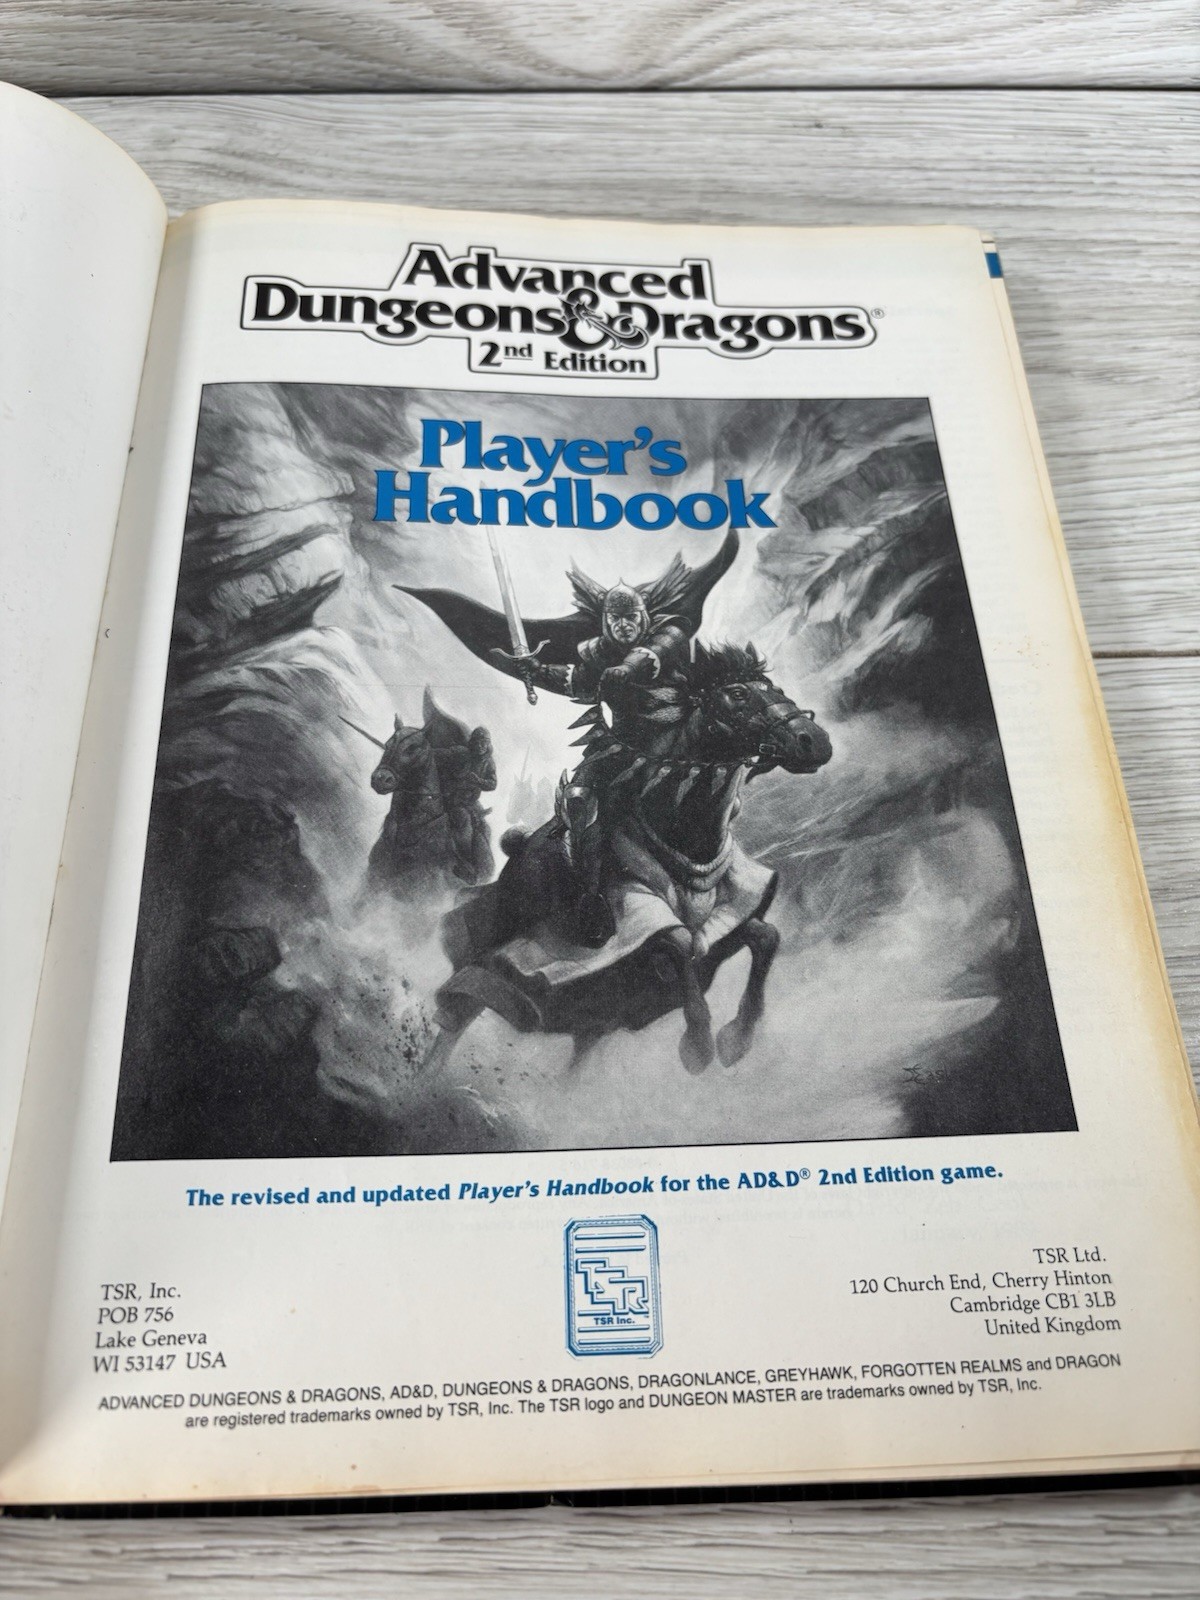 Advanced
Dungeons & Dragons®
2nd Edition
Player's
Handbook
The revised and updated Player's Handbook for the AD&D® 2nd Edition game.
TSR
TSR Inc.
TSR, Inc.
POB 756
Lake Geneva
WI 53147 USA
TSR Ltd.
120 Church End, Cherry Hinton
Cambridge CB1 3LB
United Kingdom
ADVANCED DUNGEONS & DRAGONS, AD&D, DUNGEONS & DRAGONS, DRAGONLANCE, GREYHAWK, FORGOTTEN REALMS and DRAGON
are registered trademarks owned by TSR, Inc. The TSR logo and DUNGEON MASTER are trademarks owned by TSR, Inc.